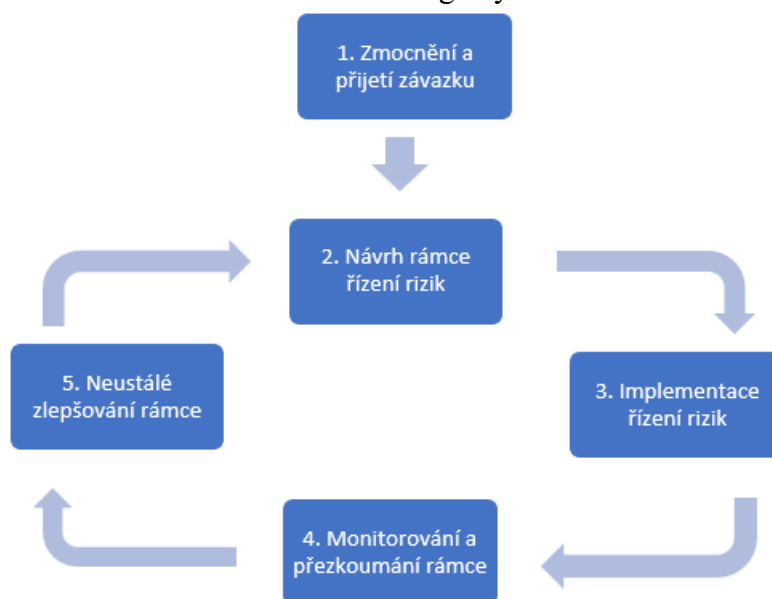 1. Zmocnění a
přijetí závazku
2. Návrh rámce
řízení rizik
3. Implementace
řízení rizik
4. Monitorování a
přezkoumání rámce
5. Neustálé
zlepšování rámce